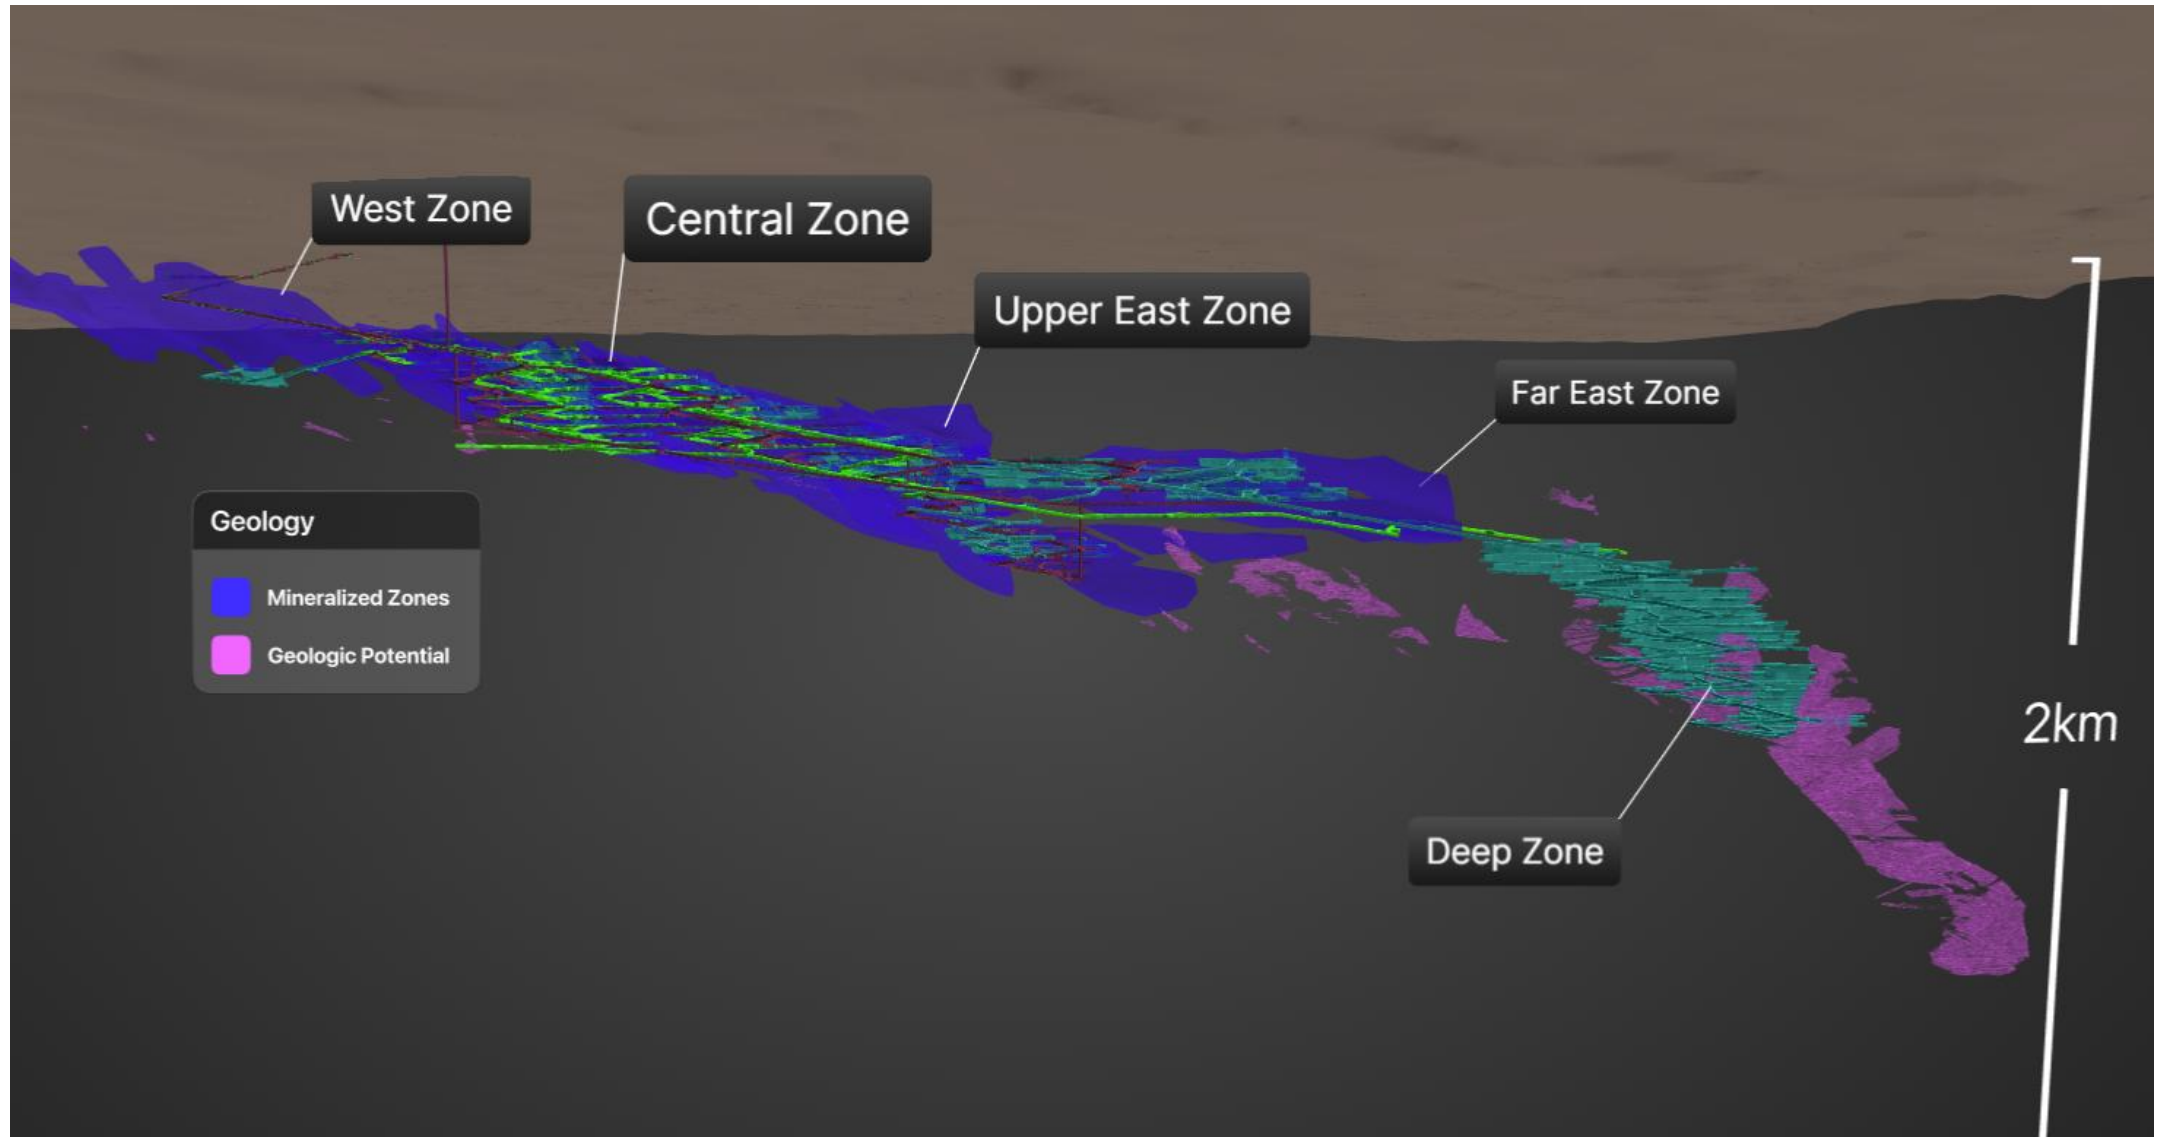 West Zone
Central Zone
Upper East Zone
Far East Zone
Geology
Mineralized Zones
Geologic Potential
2km
Deep Zone